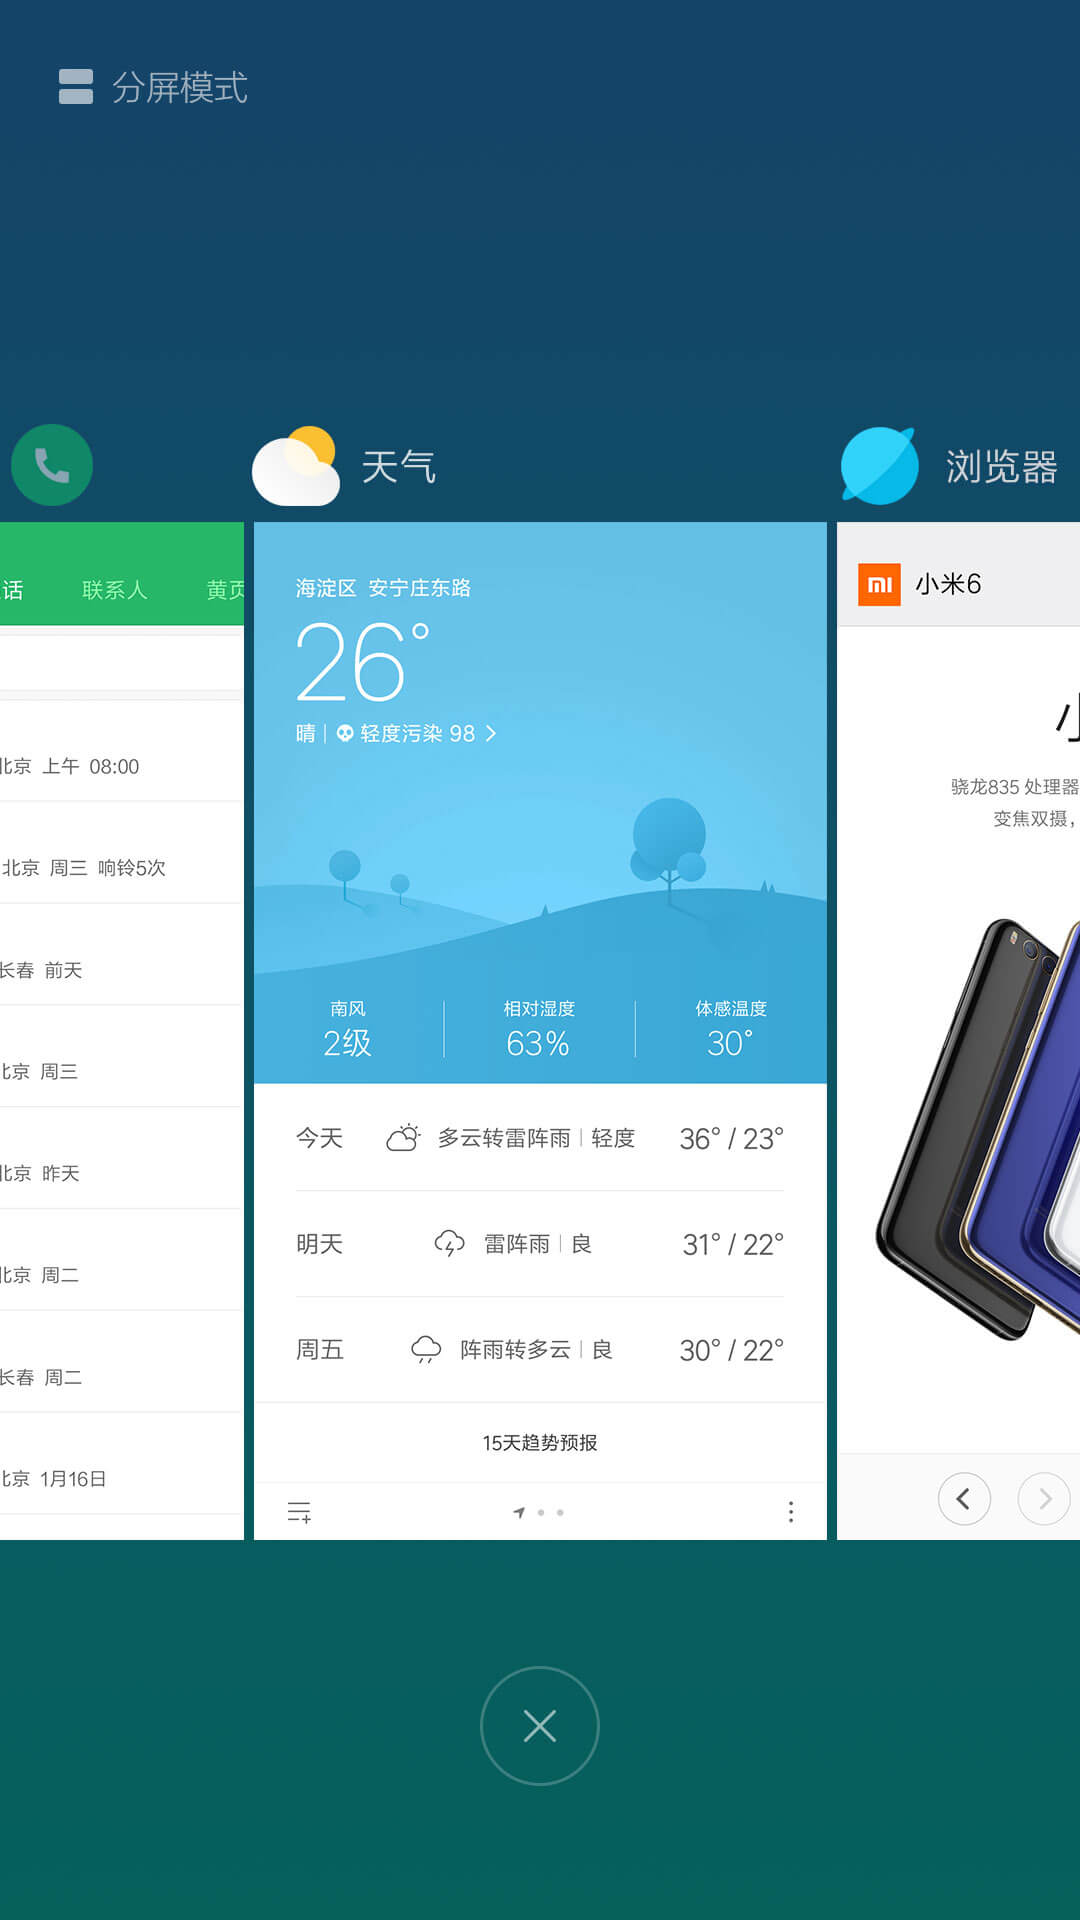 分屏模式
天气
浏览器
话 联系人 黄页
北京 上午 08:00
北京 周三 响铃5次
长春 前天
北京 周三
北京 昨天
北京 周二
长春 周二
北京 1月16日
海淀区 安宁庄东路
26°
晴 | 轻度污染 98
南风 相对湿度 体感温度
2级 63% 30°
今天 多云转雷阵雨 | 轻度 36° / 23°
明天 雷阵雨 | 良 31° / 22°
周五 阵雨转多云 | 良 30° / 22°
15天趋势预报
mi 小米6
小
骁龙835 处理器
变焦双摄，